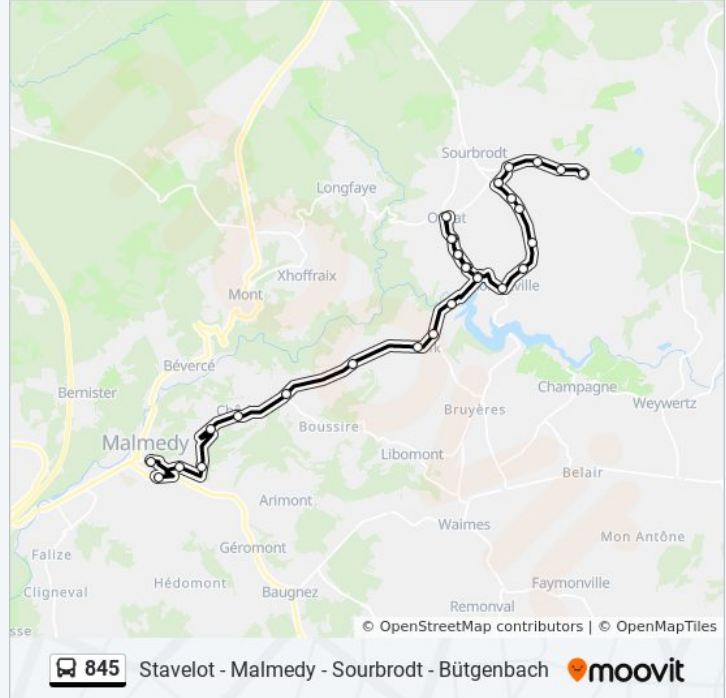 Sourbrodt
Longfaye
Xhoffraix
Mont
Bévercé
Bernister
Champagne
Weywertz
Bruyères
Boussire
Malmedy
Libomont
Belair
Arimont
Waimes
Mon Antône
Falize
Géromont
Hédomont
Faymonville
Cligneval
Baugnez
Remonval
© OpenStreetMap contributors | © OpenMapTiles
845 Stavelot - Malmedy - Sourbrodt - Bütgenbach moovit